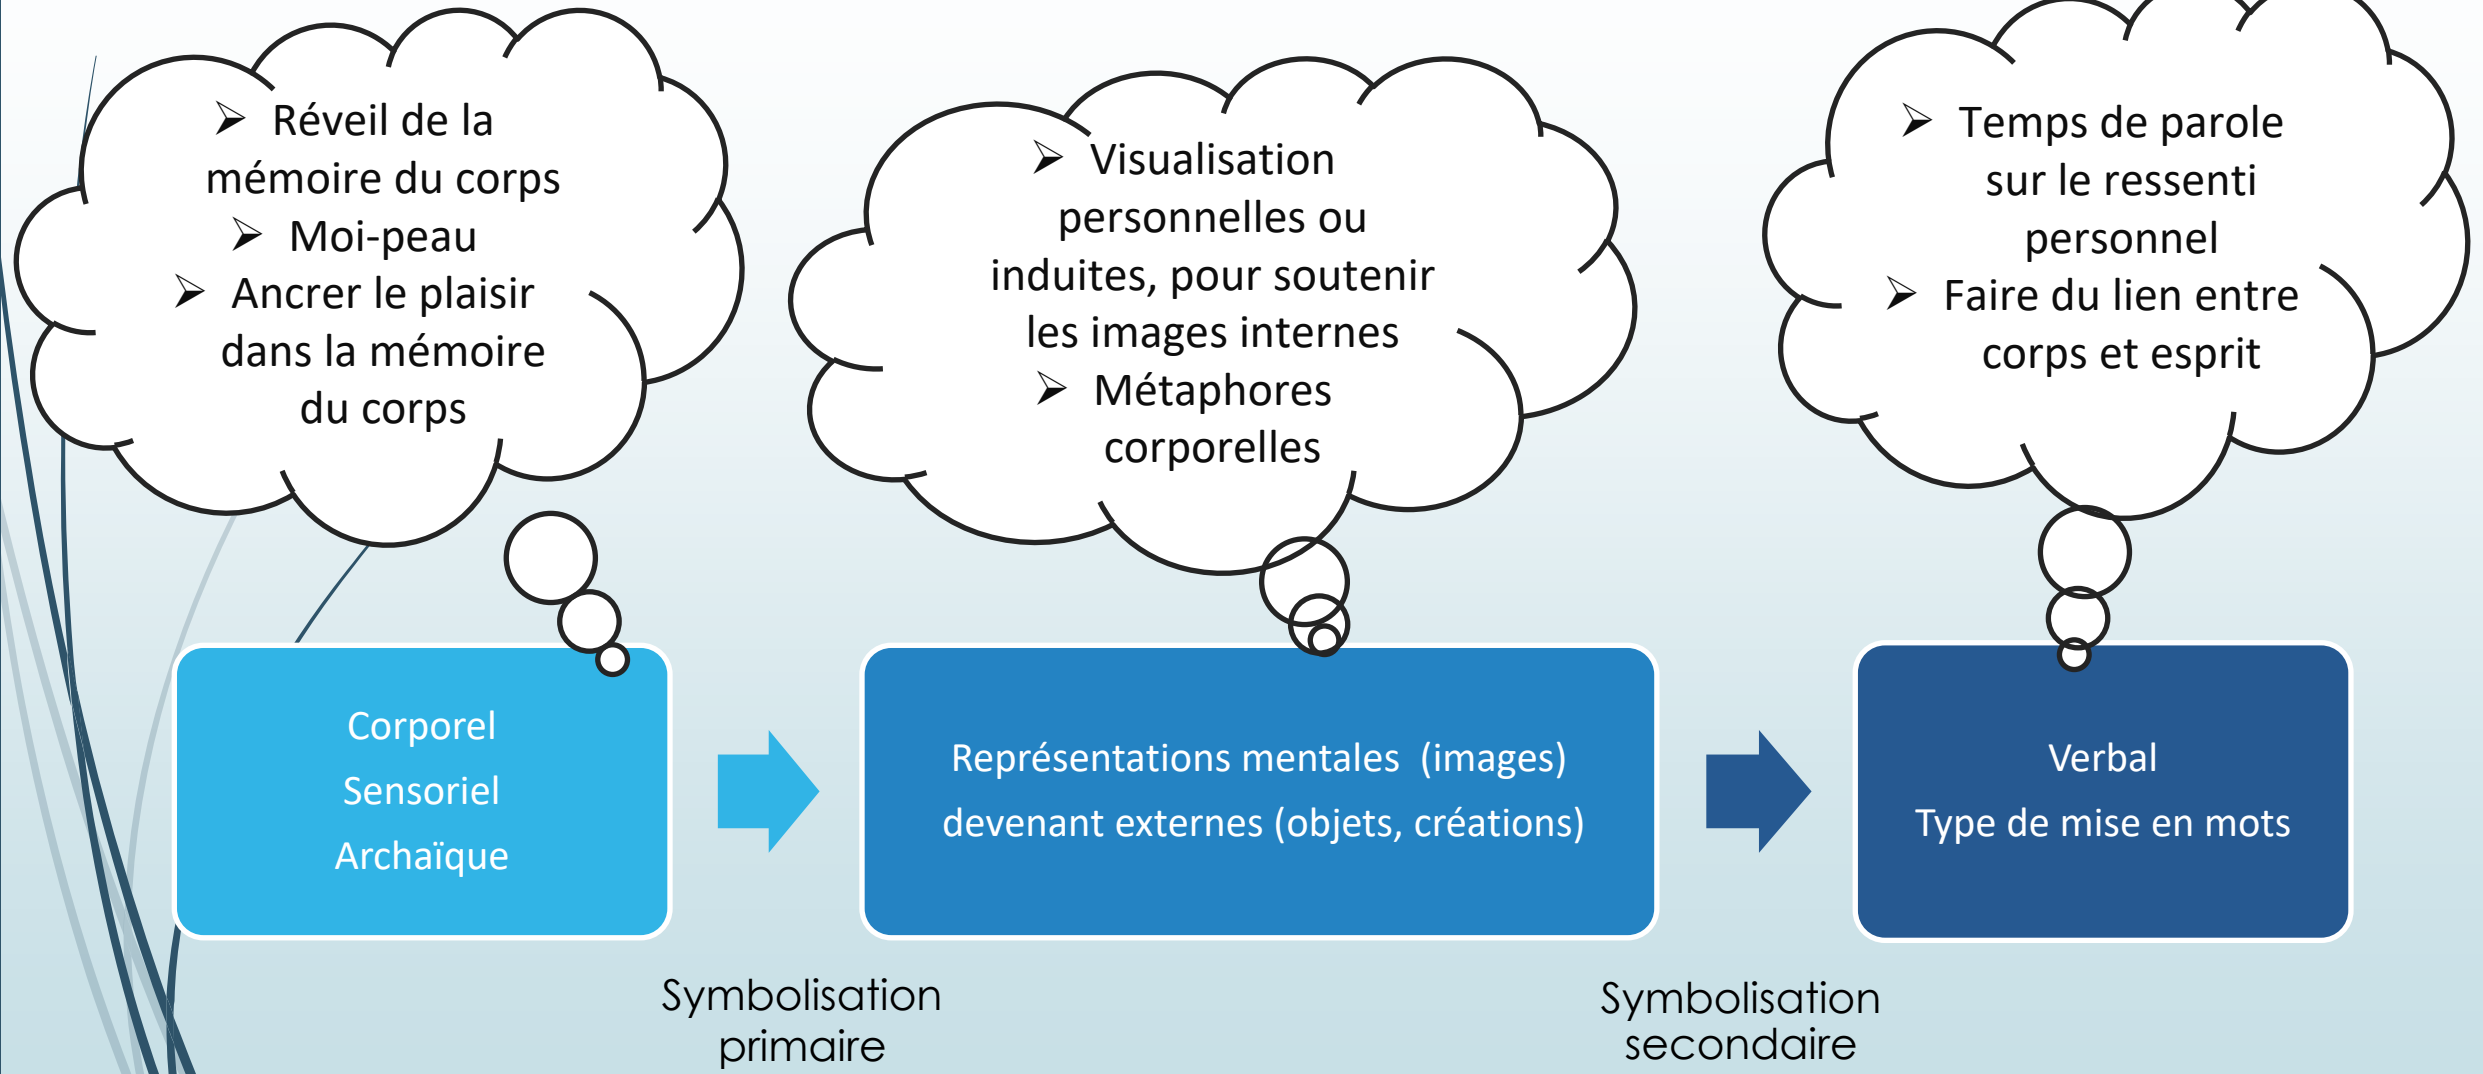 ➢ Réveil de la
mémoire du corps
➢ Moi-peau
➢ Ancrer le plaisir
dans la mémoire
du corps
➢ Visualisation
personnelles ou
induites, pour soutenir
les images internes
➢ Métaphores
corporelles
➢ Temps de parole
sur le ressenti
personnel
➢ Faire du lien entre
corps et esprit
Corporel
Sensoriel
Archaïque
Représentations mentales (images)
devenant externes (objets, créations)
Verbal
Type de mise en mots
Symbolisation
primaire
Symbolisation
secondaire